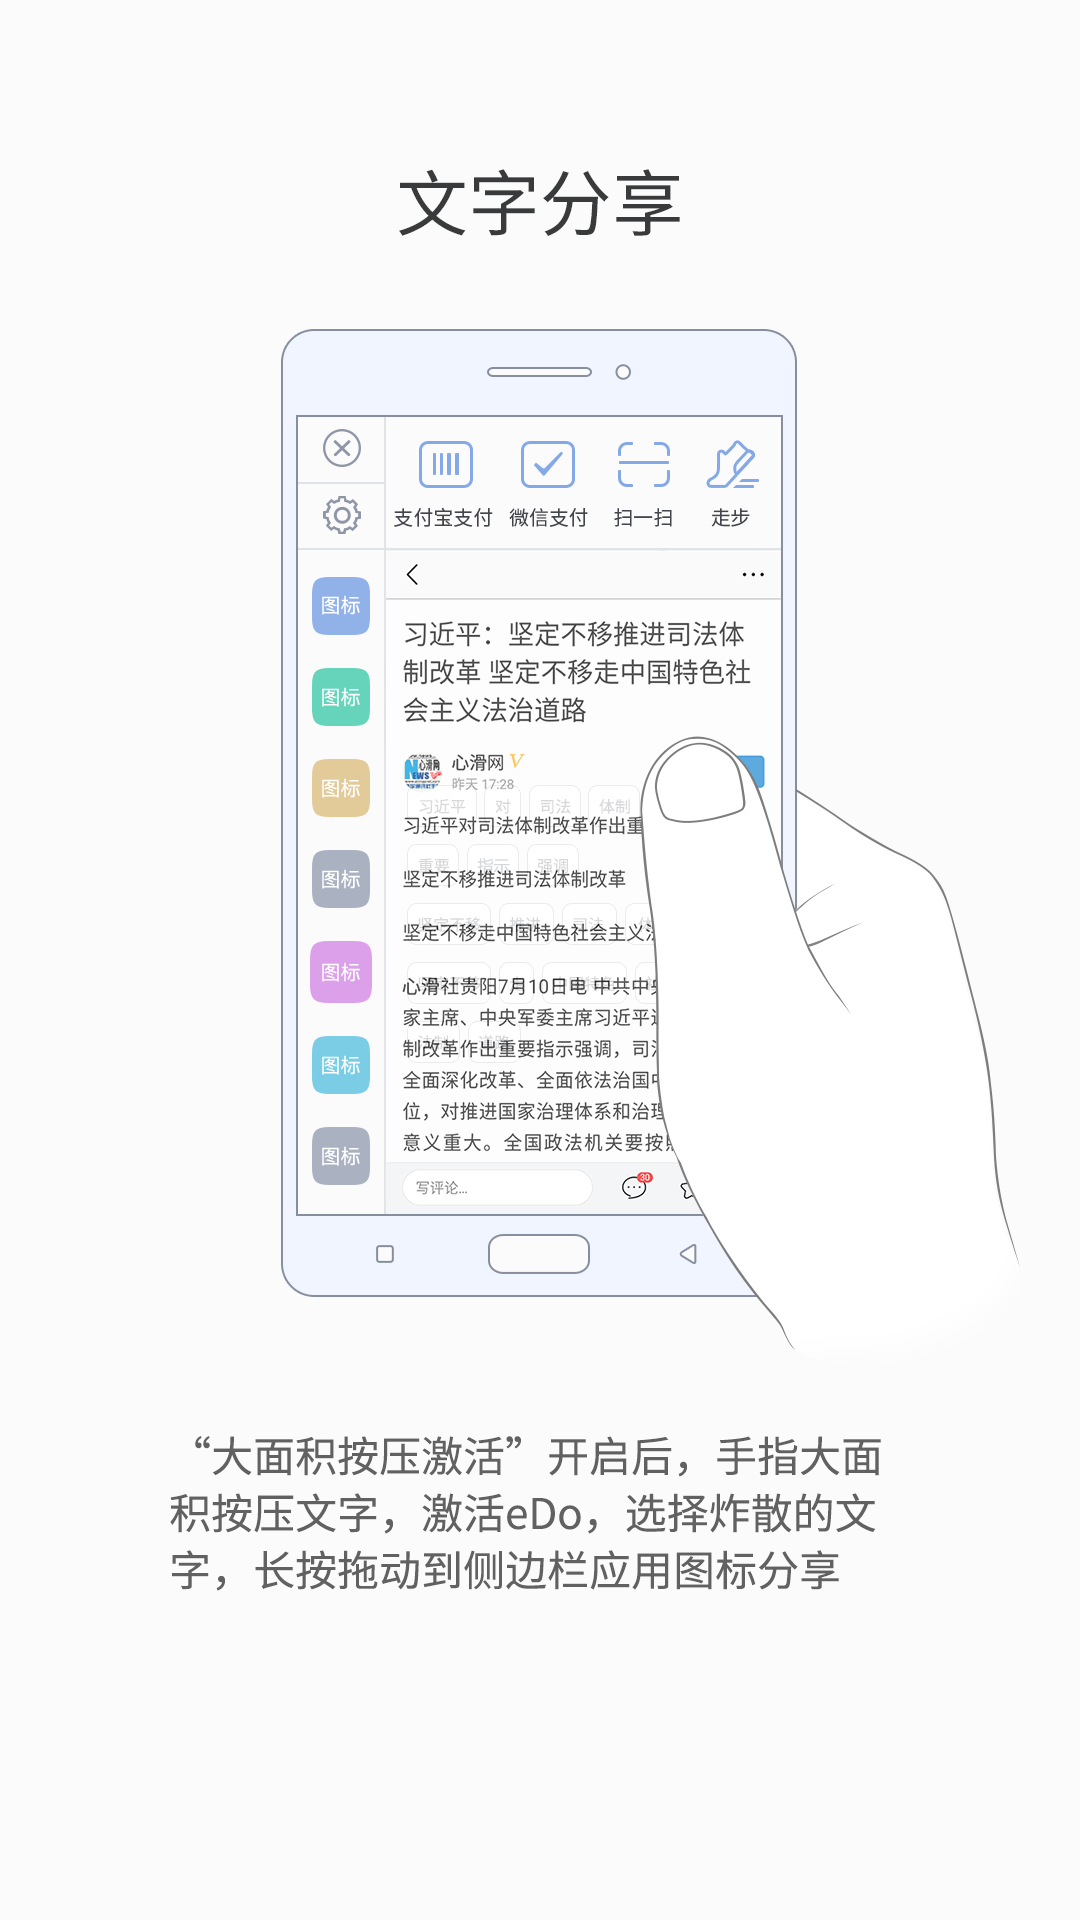 文字分享
支付宝支付 微信支付 扫一扫 走步
图标
图标
图标
图标
图标
图标
图标
习近平：坚定不移推进司法体
制改革 坚定不移走中国特色社
会主义法治道路
心滑网 V
昨天 17:28
习近平 对 司法 体制
习近平对司法体制改革作出重
重要 指示 强调
坚定不移推进司法体制改革
坚定不移 推进 司法
坚定不移走中国特色社会主义法
心滑社贵阳7月10日电 中共中央
家主席、中央军委主席习近平
制改革作出重要指示强调，司法
全面深化改革、全面依法治国中
位，对推进国家治理体系和治理
意义重大。全国政法机关要按照
写评论...
30
“大面积按压激活”开启后，手指大面
积按压文字，激活eDo，选择炸散的文
字，长按拖动到侧边栏应用图标分享